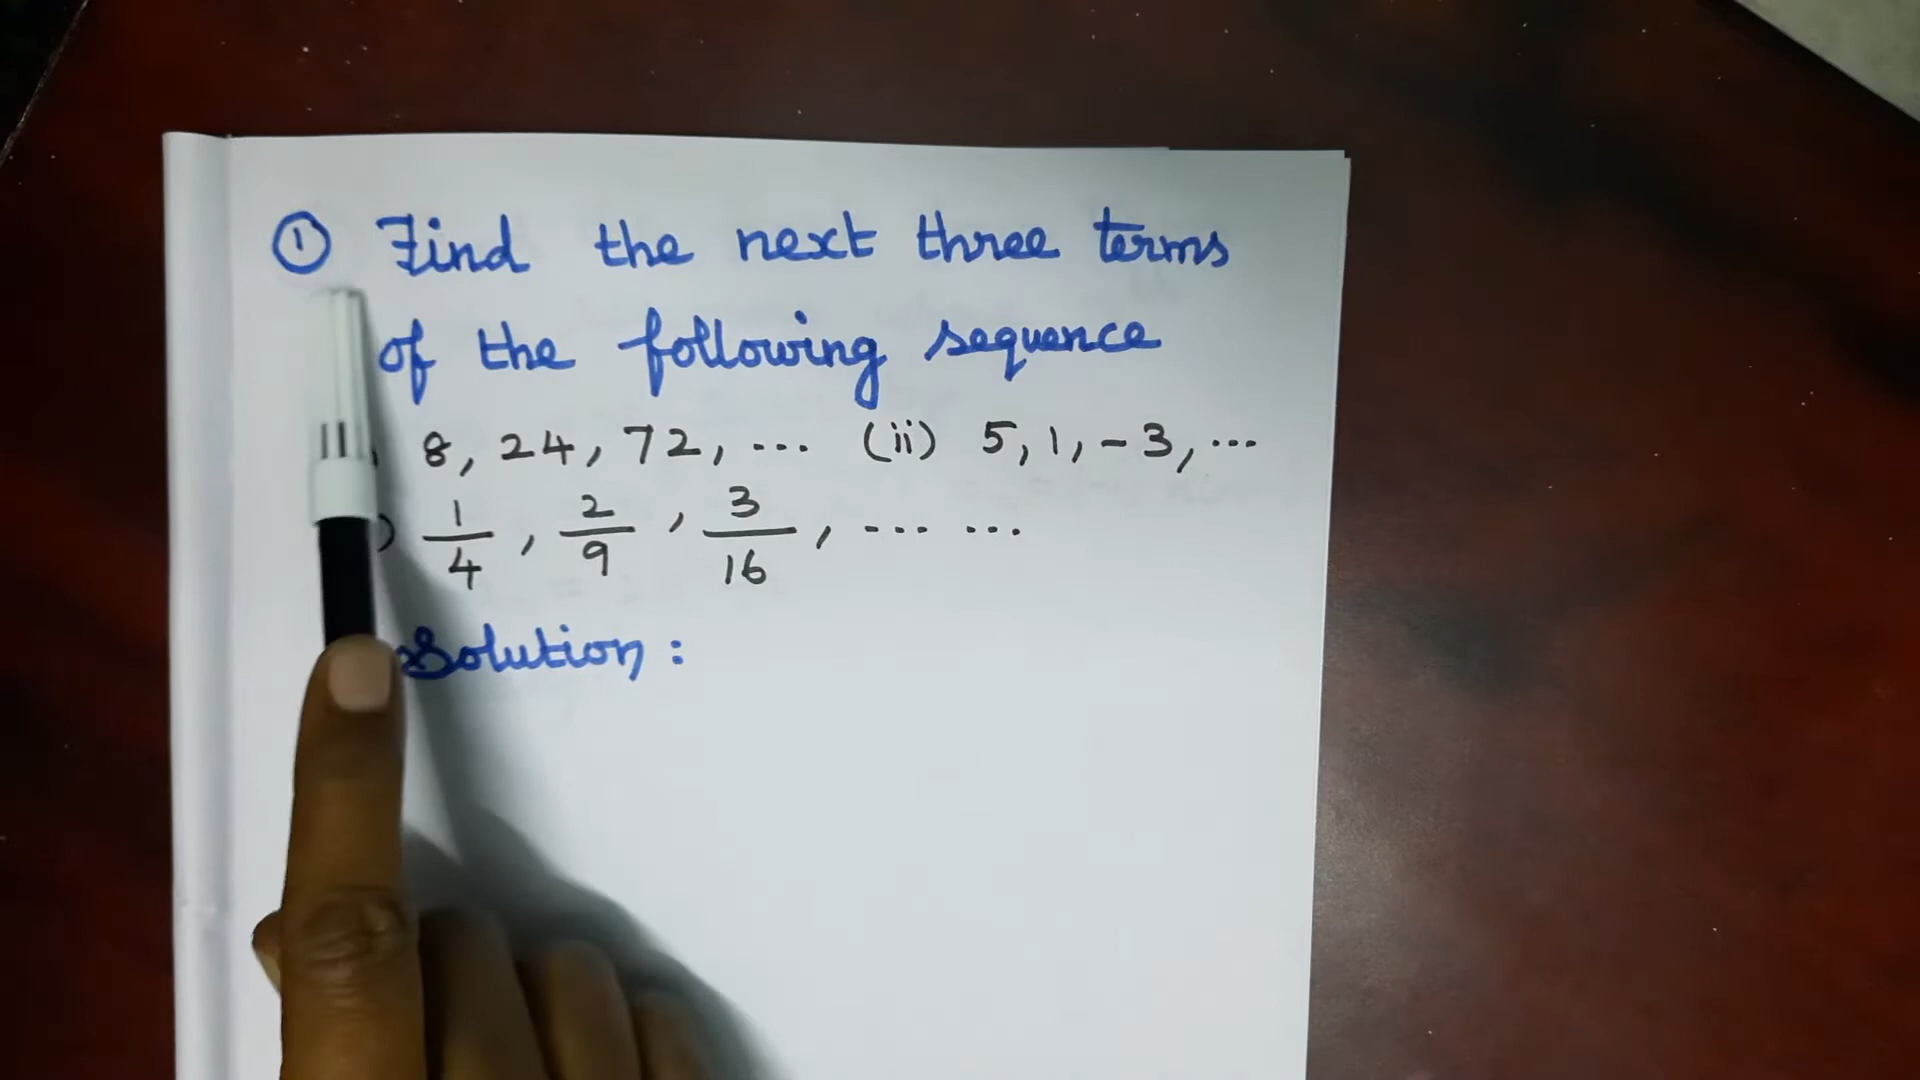 ① Find the next three terms
of the following sequence
8, 24, 72, ... (ii) 5, 1, -3, ...
) 1/4, 2/9, 3/16, ... ...
Solution :